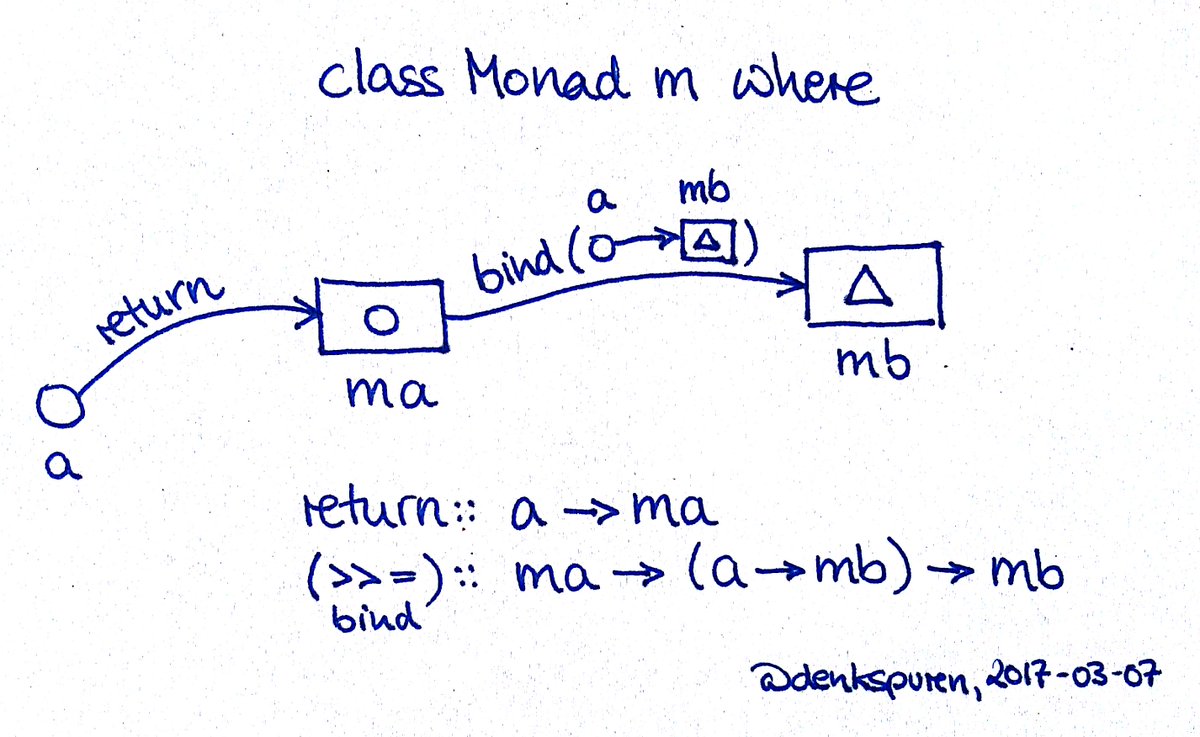 class Monad m where
a mb
bind ( )
return
ma
mb
a
return :: a → ma
(>>=) :: ma → (a → mb) → mb
bind
@denkspuren, 2017-03-07